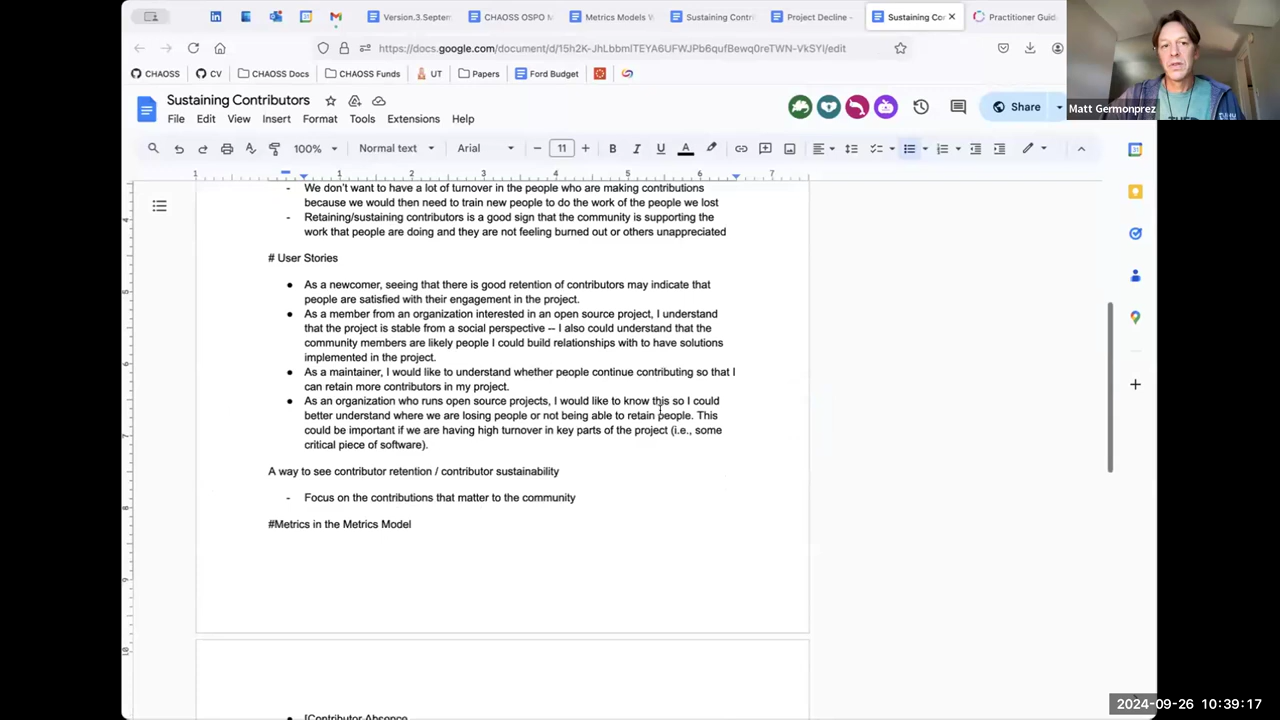 Version.3.Septem
CHAOSS OSPO M
Metrics Models W
Sustaining Contri
Project Decline -
Sustaining Co
Practitioner Guid
https://docs.google.com/document/d/15h2K-JhLbbmITEYA6UFWJPb6qufBewq0reTWN-VkSYI/edit
CHAOSS
CV
CHAOSS Docs
CHAOSS Funds
UT
Papers
Ford Budget
Matt Germonprez
Sustaining Contributors
Share
File Edit View Insert Format Tools Extensions Help
100% Normal text Arial 11
1 1 2 3 4 5 6 7
- We don't want to have a lot of turnover in the people who are making contributions
because we would then need to train new people to do the work of the people we lost
- Retaining/sustaining contributors is a good sign that the community is supporting the
work that people are doing and they are not feeling burned out or others unappreciated
# User Stories
● As a newcomer, seeing that there is good retention of contributors may indicate that
people are satisfied with their engagement in the project.
● As a member from an organization interested in an open source project, I understand
that the project is stable from a social perspective -- I also could understand that the
community members are likely people I could build relationships with to have solutions
implemented in the project.
● As a maintainer, I would like to understand whether people continue contributing so that I
can retain more contributors in my project.
● As an organization who runs open source projects, I would like to know this so I could
better understand where we are losing people or not being able to retain people. This
could be important if we are having high turnover in key parts of the project (i.e., some
critical piece of software).
A way to see contributor retention / contributor sustainability
- Focus on the contributions that matter to the community
#Metrics in the Metrics Model
● [Contributor Absence
2024-09-26 10:39:17